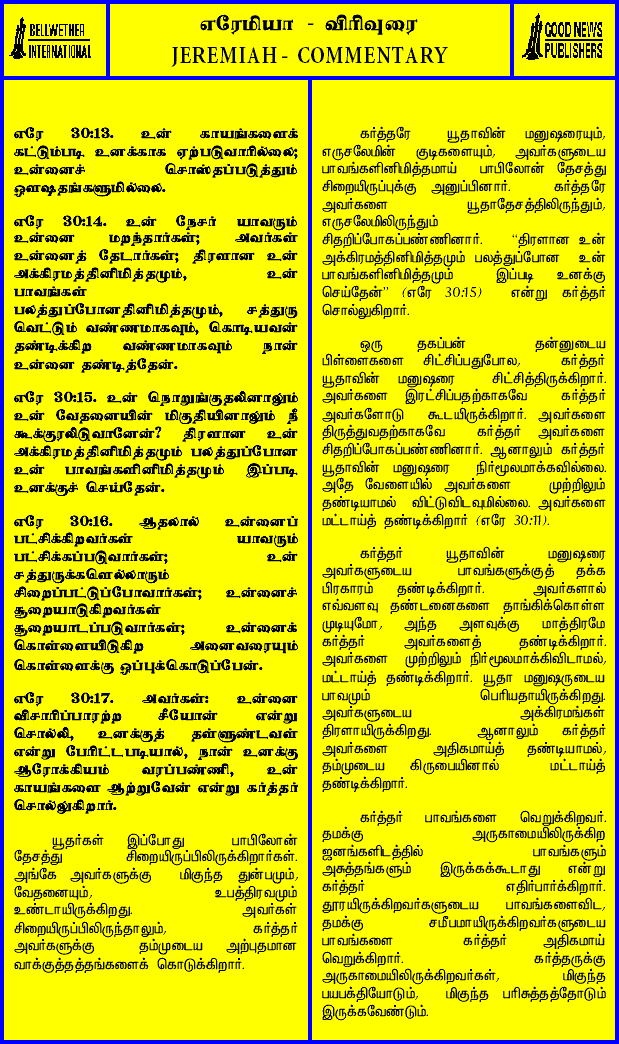 BELLWETHER
INTERNATIONAL
எரேமியா - விரிவுரை
JEREMIAH - COMMENTARY
GOOD NEWS
PUBLISHERS
எரே 30:13. உன் காயங்களைக்
கட்டும்படி உனக்காக ஏற்படுவாரில்லை;
உன்னைச் சொஸ்தப்படுத்தும்
ஔஷதங்களுமில்லை.
எரே 30:14. உன் நேசர் யாவரும்
உன்னை மறந்தார்கள்; அவர்கள்
உன்னைத் தேடார்கள்; திரளான உன்
அக்கிரமத்தினிமித்தமும், உன்
பாவங்கள்
பலத்துப்போனதினிமித்தமும், சத்துரு
வெட்டும் வண்ணமாகவும், கொடியவன்
தண்டிக்கிற வண்ணமாகவும் நான்
உன்னை தண்டித்தேன்.
எரே 30:15. உன் நொறுங்குதலினாலும்
உன் வேதனையின் மிகுதியினாலும் நீ
கூக்குரலிடுவானேன்? திரளான உன்
அக்கிரமத்தினிமித்தமும் பலத்துப்போன
உன் பாவங்களினிமித்தமும் இப்படி
உனக்குச் செய்தேன்.
எரே 30:16. ஆதலால் உன்னைப்
பட்சிக்கிறவர்கள் யாவரும்
பட்சிக்கப்படுவார்கள்; உன்
சத்துருக்களெல்லாரும்
சிறைப்பட்டுப்போவார்கள்; உன்னைச்
சூறையாடுகிறவர்கள்
சூறையாடப்படுவார்கள்; உன்னைக்
கொள்ளையிடுகிற அனைவரையும்
கொள்ளைக்கு ஒப்புக்கொடுப்பேன்.
எரே 30:17. அவர்கள்: உன்னை
விசாரிப்பாரற்ற சீயோன் என்று
சொல்லி, உனக்குத் தள்ளுண்டவள்
என்று பேரிட்டபடியால், நான் உனக்கு
ஆரோக்கியம் வரப்பண்ணி, உன்
காயங்களை ஆற்றுவேன் என்று கர்த்தர்
சொல்லுகிறார்.
யூதர்கள் இப்போது பாபிலோன்
தேசத்து சிறையிருப்பிலிருக்கிறார்கள்.
அங்கே அவர்களுக்கு மிகுந்த துன்பமும்,
வேதனையும், உபத்திரவமும்
உண்டாயிருக்கிறது. அவர்கள்
சிறையிருப்பிலிருந்தாலும், கர்த்தர்
அவர்களுக்கு தம்முடைய அற்புதமான
வாக்குத்தத்தங்களைக் கொடுக்கிறார்.
கர்த்தரே யூதாவின் மனுஷரையும்,
எருசலேமின் குடிகளையும், அவர்களுடைய
பாவங்களினிமித்தமாய் பாபிலோன் தேசத்து
சிறையிருப்புக்கு அனுப்பினார். கர்த்தரே
அவர்களை யூதாதேசத்திலிருந்தும்,
எருசலேமிலிருந்தும்
சிதறிப்போகப்பண்ணினார். “திரளான உன்
அக்கிரமத்தினிமித்தமும் பலத்துப்போன உன்
பாவங்களினிமித்தமும் இப்படி உனக்கு
செய்தேன்” (எரே 30:15) என்று கர்த்தர்
சொல்லுகிறார்.
ஒரு தகப்பன் தன்னுடைய
பிள்ளைகளை சிட்சிப்பதுபோல, கர்த்தர்
யூதாவின் மனுஷரை சிட்சித்திருக்கிறார்.
அவர்களை இரட்சிப்பதற்காகவே கர்த்தர்
அவர்களோடு கூடயிருக்கிறார். அவர்களை
திருத்துவதற்காகவே கர்த்தர் அவர்களை
சிதறிப்போகப்பண்ணினார். ஆனாலும் கர்த்தர்
யூதாவின் மனுஷரை நிர்மூலமாக்கவில்லை.
அதே வேளையில் அவர்களை முற்றிலும்
தண்டியாமல் விட்டுவிடவுமில்லை. அவர்களை
மட்டாய்த் தண்டிக்கிறார் (எரே 30:11).
கர்த்தர் யூதாவின் மனுஷரை
அவர்களுடைய பாவங்களுக்குத் தக்க
பிரகாரம் தண்டிக்கிறார். அவர்களால்
எவ்வளவு தண்டனைகளை தாங்கிக்கொள்ள
முடியுமோ, அந்த அளவுக்கு மாத்திரமே
கர்த்தர் அவர்களைத் தண்டிக்கிறார்.
அவர்களை முற்றிலும் நிர்மூலமாக்கிவிடாமல்,
மட்டாய்த் தண்டிக்கிறார். யூதா மனுஷருடைய
பாவமும் பெரியதாயிருக்கிறது.
அவர்களுடைய அக்கிரமங்கள்
திரளாயிருக்கிறது. ஆனாலும் கர்த்தர்
அவர்களை அதிகமாய்த் தண்டியாமல்,
தம்முடைய கிருபையினால் மட்டாய்த்
தண்டிக்கிறார்.
கர்த்தர் பாவங்களை வெறுக்கிறவர்.
தமக்கு அருகாமையிலிருக்கிற
ஜனங்களிடத்தில் பாவங்களும்
அசுத்தங்களும் இருக்கக்கூடாது என்று
கர்த்தர் எதிர்பார்க்கிறார்.
தூரயிருக்கிறவர்களுடைய பாவங்களைவிட,
தமக்கு சமீபமாயிருக்கிறவர்களுடைய
பாவங்களை கர்த்தர் அதிகமாய்
வெறுக்கிறார். கர்த்தருக்கு
அருகாமையிலிருக்கிறவர்கள், மிகுந்த
பயபக்தியோடும், மிகுந்த பரிசுத்தத்தோடும்
இருக்கவேண்டும்.